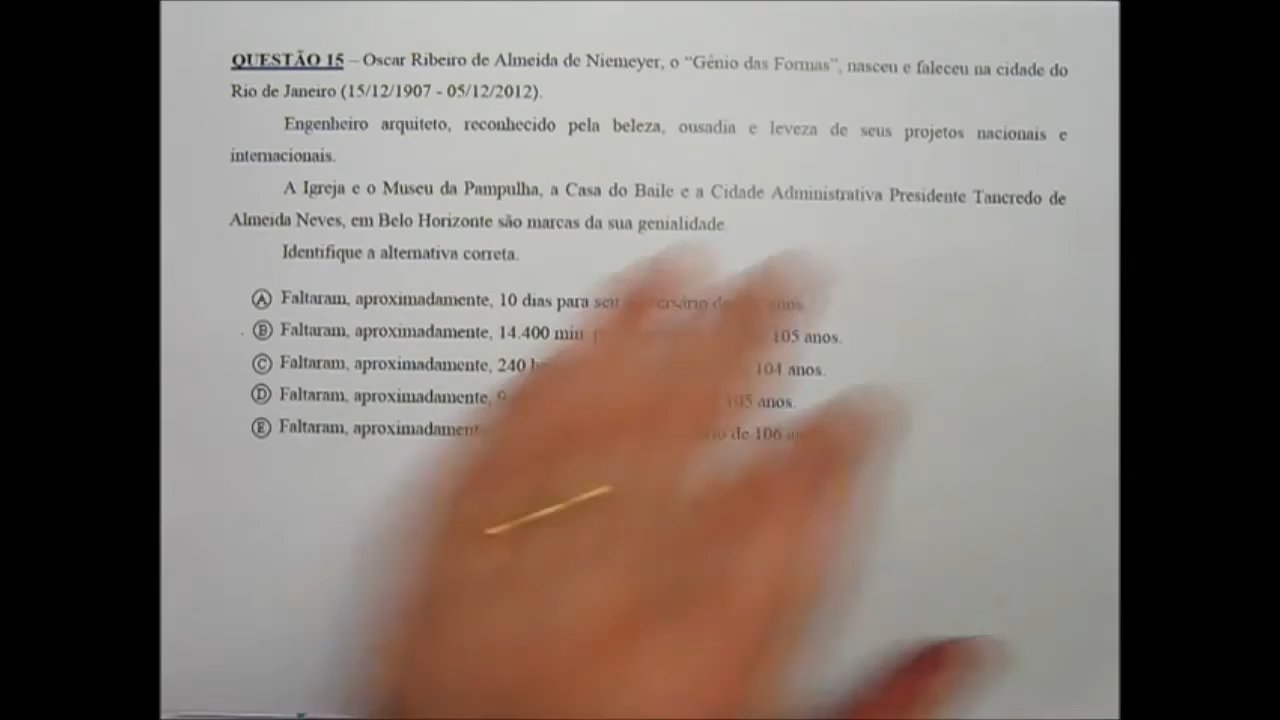 QUESTÃO 15 – Oscar Ribeiro de Almeida de Niemeyer, o “Gênio das Formas”, nasceu e faleceu na cidade do
Rio de Janeiro (15/12/1907 - 05/12/2012).
Engenheiro arquiteto, reconhecido pela beleza, ousadia e leveza de seus projetos nacionais e
internacionais.
A Igreja e o Museu da Pampulha, a Casa do Baile e a Cidade Administrativa Presidente Tancredo de
Almeida Neves, em Belo Horizonte são marcas da sua genialidade
Identifique a alternativa correta.
A Faltaram, aproximadamente, 10 dias para anos.
B Faltaram, aproximadamente, 14.400 min 105 anos.
C Faltaram, aproximadamente, 240 104 anos.
D Faltaram, aproximadamente, 105 anos.
E Faltaram, de 106